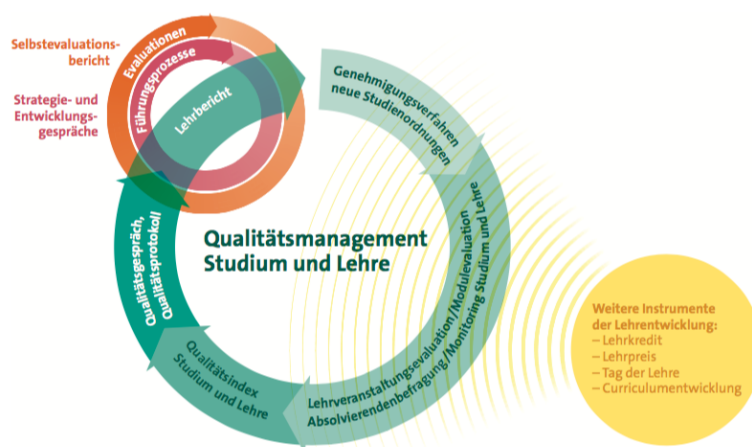 Selbstevaluations-
bericht
Strategie- und
Entwicklungs-
gespräche
Evaluationen
Führungsprozesse
Lehrbericht
Genehmigungsverfahren
neue Studienordnungen
Lehrveranstaltungsevaluation/Modulevaluation
Absolvierendenbefragung/Monitoring Studium und Lehre
Qualitätsindex
Studium und Lehre
Qualitätsgespräch,
Qualitätsprotokoll
Qualitätsmanagement
Studium und Lehre
Weitere Instrumente
der Lehrentwicklung:
– Lehrkredit
– Lehrpreis
– Tag der Lehre
– Curriculumentwicklung